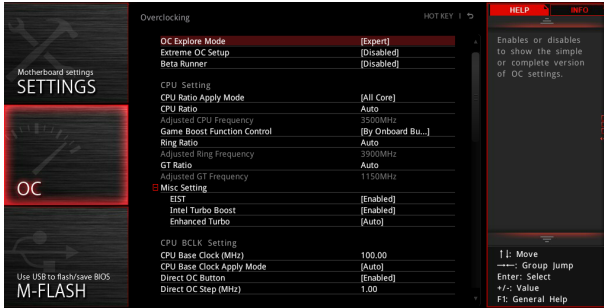 Overclocking
HOT KEY
HELP
INFO
OC Explore Mode [Expert]
Extreme OC Setup [Disabled]
Beta Runner [Disabled]
CPU Setting
CPU Ratio Apply Mode [All Core]
CPU Ratio Auto
Adjusted CPU Frequency 3500MHz
Game Boost Function Control [By Onboard Bu...]
Ring Ratio Auto
Adjusted Ring Frequency 3900MHz
GT Ratio Auto
Adjusted GT Frequency 1150MHz
Misc Setting
EIST [Enabled]
Intel Turbo Boost [Enabled]
Enhanced Turbo [Auto]
CPU BCLK Setting
CPU Base Clock (MHz) 100.00
CPU Base Clock Apply Mode [Auto]
Direct OC Button [Enabled]
Direct OC Step (MHz) 1.00
Motherboard settings
SETTINGS
OC
Use USB to flash/save BIOS
M-FLASH
Enables or disables
to show the simple
or complete version
of OC settings.
↑↓: Move
→←: Group Jump
Enter: Select
+/-: Value
F1: General Help